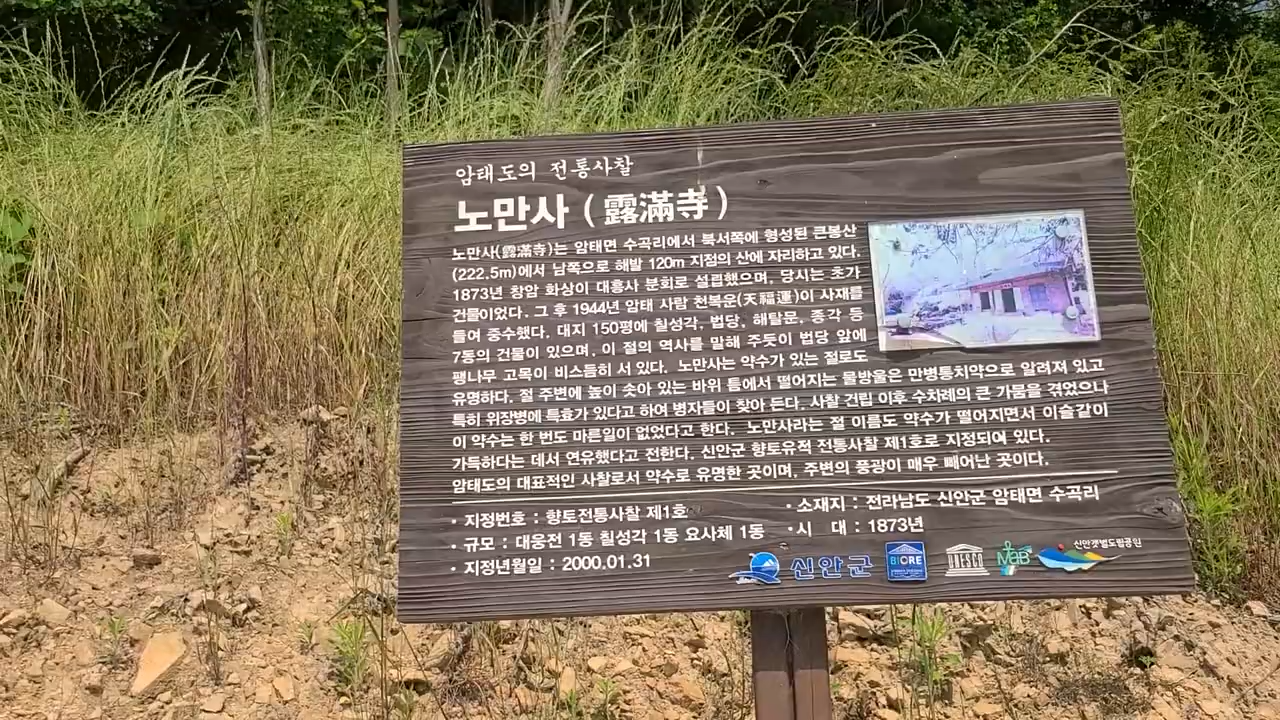 암태도의 전통사찰
노만사 (露滿寺)
노만사(露滿寺)는 암태면 수곡리에서 북서쪽에 형성된 큰봉산
(222.5m)에서 남쪽으로 해발 120m 지점의 산에 자리하고 있다.
1873년 창암 화상이 대흥사 분회로 설립했으며, 당시는 초가
건물이었다. 그 후 1944년 암태 사람 천복운(天福運)이 사재를
들여 중수했다. 대지 150평에 칠성각, 법당, 해탈문, 종각 등
7동의 건물이 있으며, 이 절의 역사를 말해 주듯이 법당 앞에
팽나무 고목이 비스듬히 서 있다. 노만사는 약수가 있는 절로도
유명하다. 절 주변에 높이 솟아 있는 바위 틈에서 떨어지는 물방울은 만병통치약으로 알려져 있고
특히 위장병에 특효가 있다고 하여 병자들이 찾아 든다. 사찰 건립 이후 수차례의 큰 가뭄을 겪었으나
이 약수는 한 번도 마른일이 없었다고 한다. 노만사라는 절 이름도 약수가 떨어지면서 이슬같이
가득하다는 데서 연유했다고 전한다. 신안군 향토유적 전통사찰 제1호로 지정되어 있다.
암태도의 대표적인 사찰로서 약수로 유명한 곳이며, 주변의 풍광이 매우 빼어난 곳이다.
· 지정번호 : 향토전통사찰 제1호
· 소재지 : 전라남도 신안군 암태면 수곡리
· 규모 : 대웅전 1동 칠성각 1동 요사체 1동
· 시 대 : 1873년
· 지정년월일 : 2000.01.31
신안군 BIORE UNESCO MAB 신안갯벌도립공원